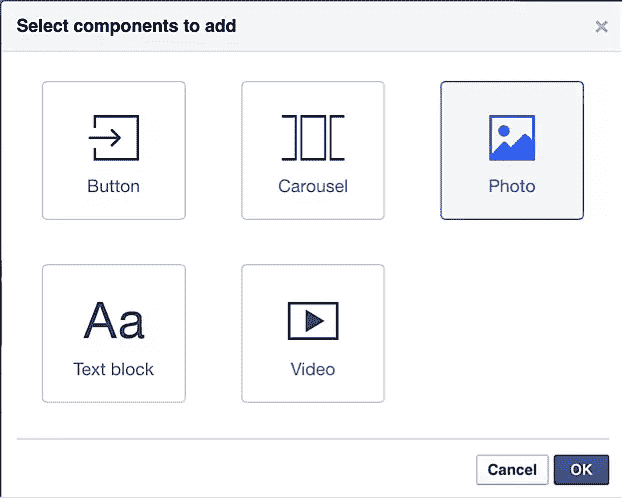 Select components to add
Button
Carousel
Photo
Aa
Text block
Video
Cancel
OK